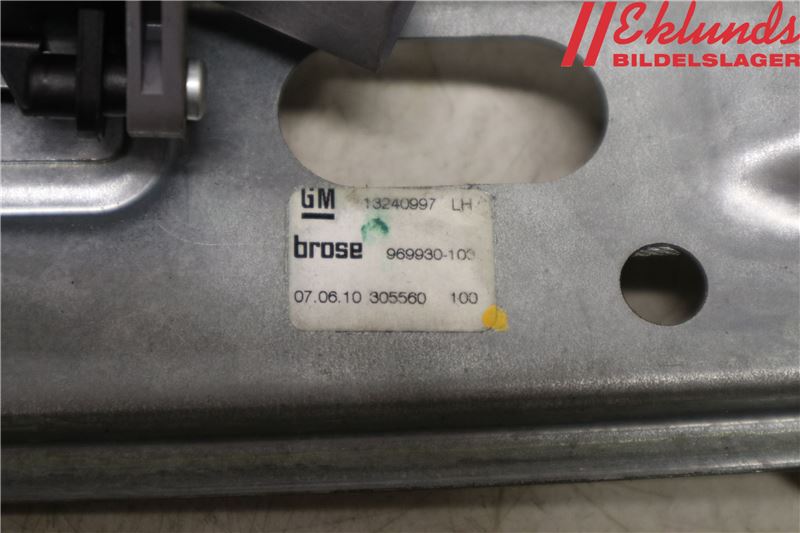 Eklunds
BILDELSLAGER
GM 13240997 LH
brose 969930-103
07.06.10 305560 100